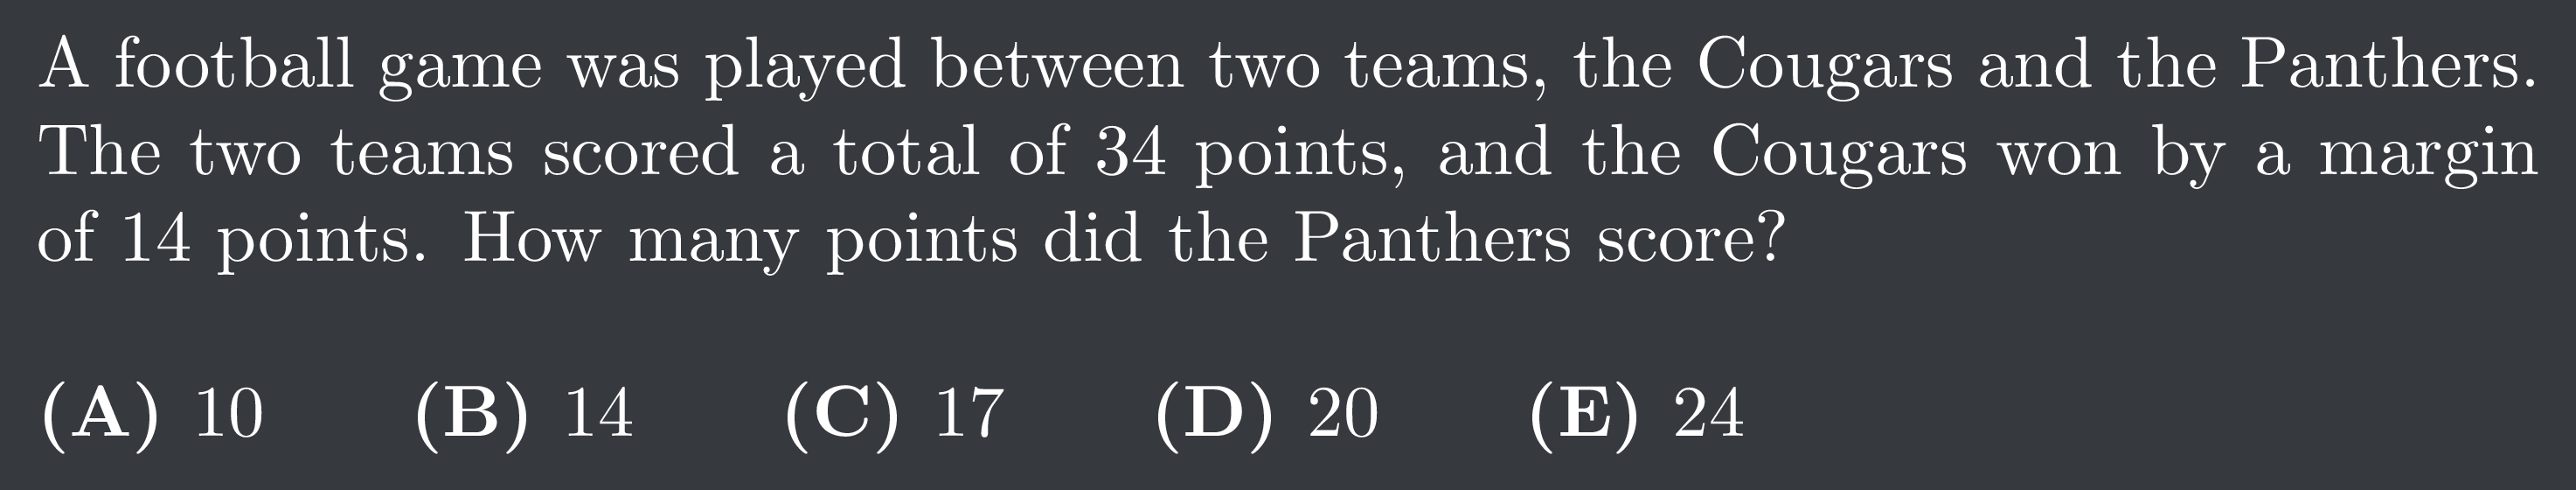 A football game was played between two teams, the Cougars and the Panthers.
The two teams scored a total of 34 points, and the Cougars won by a margin
of 14 points. How many points did the Panthers score?
(A) 10 (B) 14 (C) 17 (D) 20 (E) 24